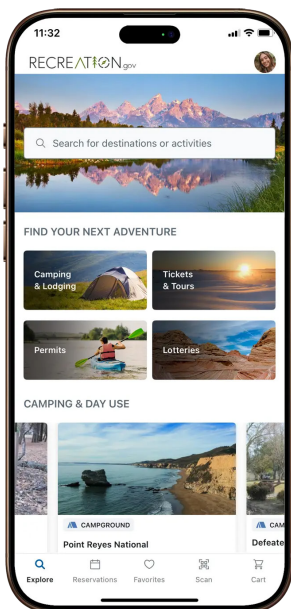 11:32
RECREATION.gov
Search for destinations or activities
FIND YOUR NEXT ADVENTURE
Camping
& Lodging
Tickets
& Tours
Permits
Lotteries
CAMPING & DAY USE
CAMPGROUND
CAM
Point Reyes National
Defeate
Explore
Reservations
Favorites
Scan
Cart